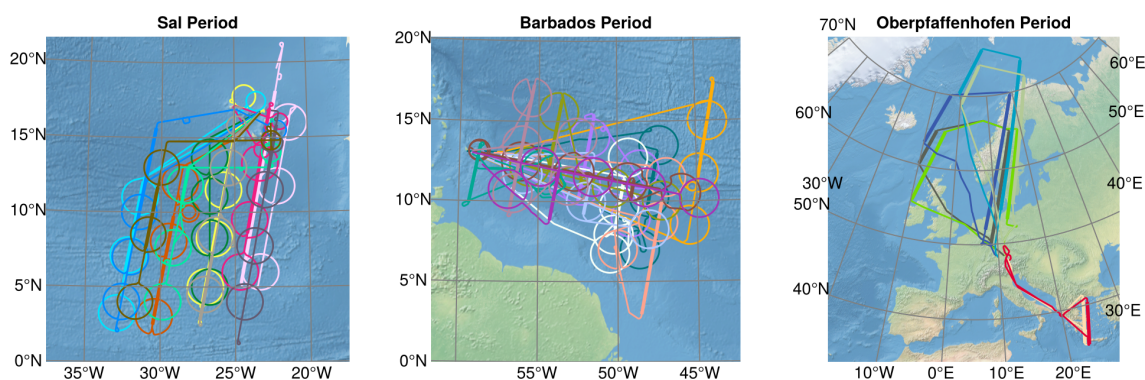 Sal Period
20°N
15°N
10°N
5°N
0°N
35°W
30°W
25°W
20°W
Barbados Period
20°N
15°N
10°N
5°N
0°N
55°W
50°W
45°W
Oberpfaffenhofen Period
70°N
60°N
30°W
50°N
40°N
60°E
50°E
40°E
30°E
10°W
0°E
10°E
20°E